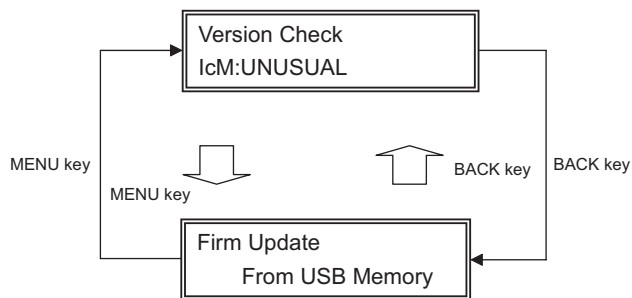 Version Check
IcM:UNUSUAL
MENU key
MENU key
BACK key
BACK key
Firm Update
From USB Memory